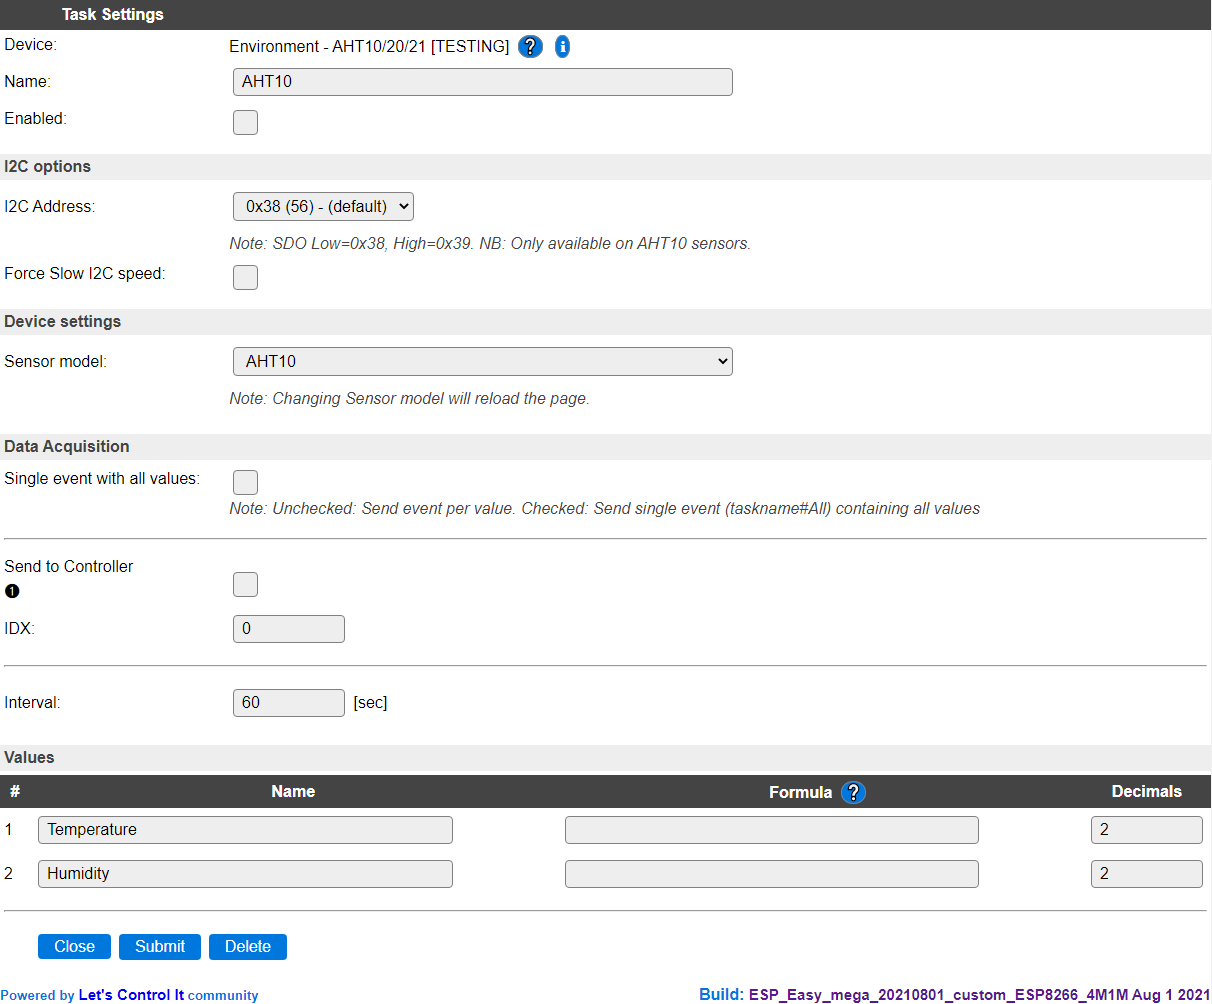 Task Settings
Device: Environment - AHT10/20/21 [TESTING] ? i
Name: AHT10
Enabled:
I2C options
I2C Address: 0x38 (56) - (default)
Note: SDO Low=0x38, High=0x39. NB: Only available on AHT10 sensors.
Force Slow I2C speed:
Device settings
Sensor model: AHT10
Note: Changing Sensor model will reload the page.
Data Acquisition
Single event with all values:
Note: Unchecked: Send event per value. Checked: Send single event (taskname#All) containing all values
Send to Controller
❶
IDX: 0
Interval: 60 [sec]
Values
# Name Formula ? Decimals
1 Temperature 2
2 Humidity 2
Close Submit Delete
Powered by Let's Control It community Build: ESP_Easy_mega_20210801_custom_ESP8266_4M1M Aug 1 2021